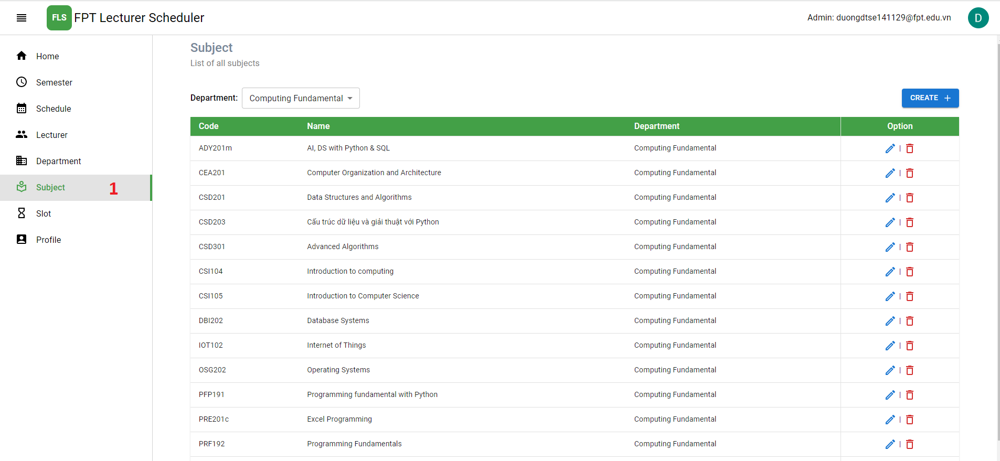 FLS FPT Lecturer Scheduler
Admin: duongdtse141129@fpt.edu.vn D
Home
Semester
Schedule
Lecturer
Department
Subject 1
Slot
Profile
Subject
List of all subjects
Department: Computing Fundamental
CREATE +
Code Name Department Option
ADY201m AI, DS with Python & SQL Computing Fundamental |
CEA201 Computer Organization and Architecture Computing Fundamental |
CSD201 Data Structures and Algorithms Computing Fundamental |
CSD203 Cấu trúc dữ liệu và giải thuật với Python Computing Fundamental |
CSD301 Advanced Algorithms Computing Fundamental |
CSI104 Introduction to computing Computing Fundamental |
CSI105 Introduction to Computer Science Computing Fundamental |
DBI202 Database Systems Computing Fundamental |
IOT102 Internet of Things Computing Fundamental |
OSG202 Operating Systems Computing Fundamental |
PFP191 Programming fundamental with Python Computing Fundamental |
PRE201c Excel Programming Computing Fundamental |
PRF192 Programming Fundamentals Computing Fundamental |